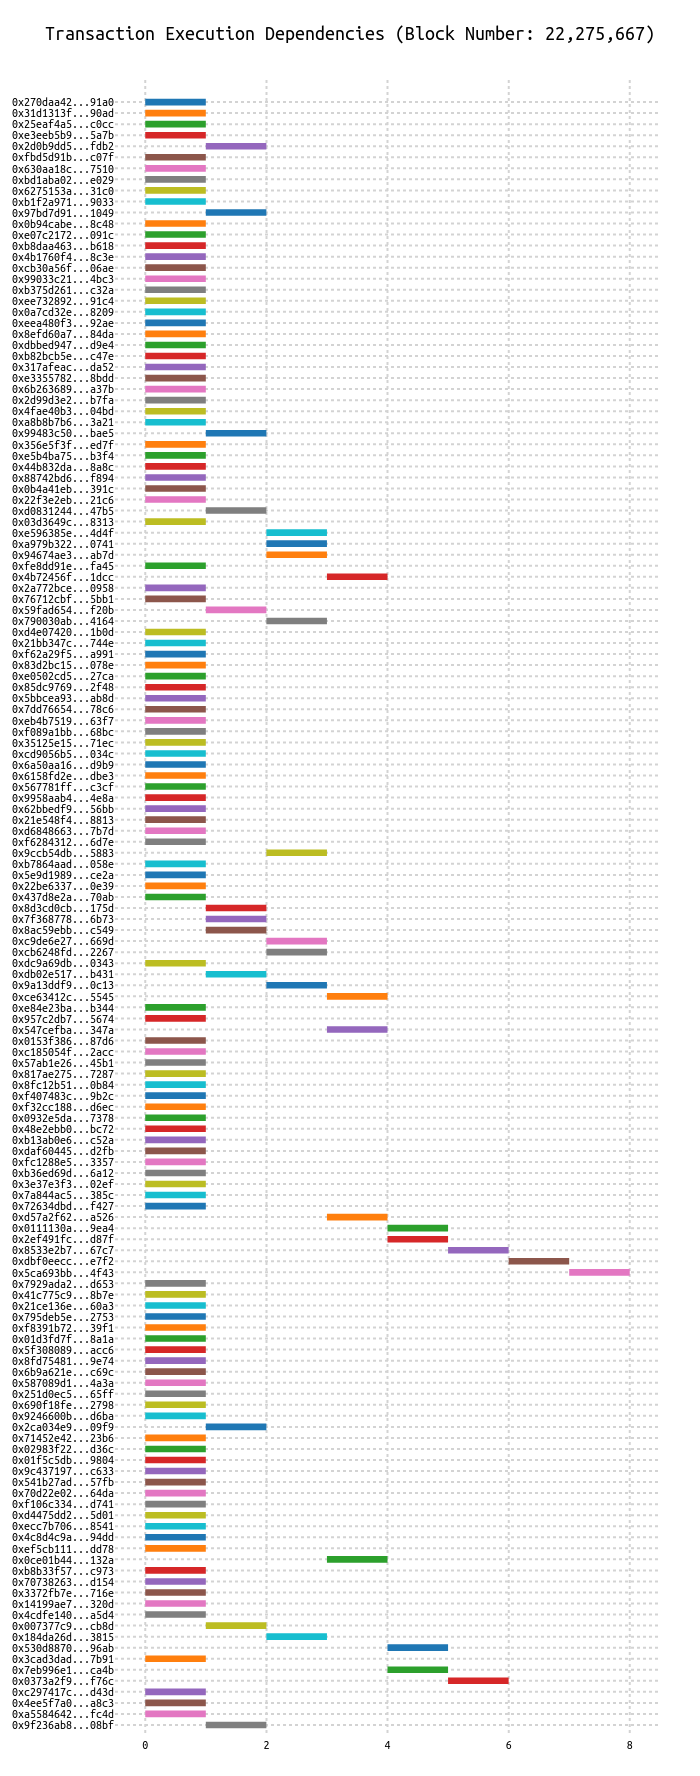 Transaction Execution Dependencies (Block Number: 22,275,667)
0x270daa42...91a0
0x31d1313f...90ad
0x25eaf4a5...c0cc
0xe3eeb5b9...5a7b
0x2d0b9dd5...fdb2
0xfbd5d91b...c07f
0x630aa18c...7510
0xbd1aba02...e029
0x6275153a...31c0
0xb1f2a971...9033
0x97bd7d91...1049
0x0b94cabe...8c48
0xe07c2172...091c
0xb8daa463...b618
0x4b1760f4...8c3e
0xcb30a56f...06ae
0x99033c21...4bc3
0xb375d261...c32a
0xee732892...91c4
0x0a7cd32e...8209
0xeea480f3...92ae
0x8efd60a7...84da
0xdbbed947...d9e4
0xb82bcb5e...c47e
0x317afeac...da52
0xe3355782...8bdd
0x6b263689...a37b
0x2d99d3e2...b7fa
0x4fae40b3...04bd
0xa8b8b7b6...3a21
0x99483c50...bae5
0x356e5f3f...ed7f
0xe5b4ba75...b3f4
0x44b832da...8a8c
0x88742bd6...f894
0x0b4a41eb...391c
0x22f3e2eb...21c6
0xd0831244...47b5
0x03d3649c...8313
0xe596385e...4d4f
0xa979b322...0741
0x94674ae3...ab7d
0xfe8dd91e...fa45
0x4b72456f...1dcc
0x2a772bce...0958
0x76712cbf...5bb1
0x59fad654...f20b
0x790030ab...4164
0xd4e07420...1b0d
0x21bb347c...744e
0xf62a29f5...a991
0x83d2bc15...078e
0xe0502cd5...27ca
0x85dc9769...2f48
0x5bbcea93...ab8d
0x7dd76654...78c6
0xeb4b7519...63f7
0xf089a1bb...68bc
0x35125e15...71ec
0xcd9056b5...034c
0x6a50aa16...d9b9
0x6158fd2e...dbe3
0x567781ff...c3cf
0x9958aab4...4e8a
0x62bbedf9...56bb
0x21e548f4...8813
0xd6848663...7b7d
0xf6284312...6d7e
0x9ccb54db...5883
0xb7864aad...058e
0x5e9d1989...ce2a
0x22be6337...0e39
0x437d8e2a...70ab
0x8d3cd0cb...175d
0x7f368778...6b73
0x8ac59ebb...c549
0xc9de6e27...669d
0xcb6248fd...2267
0xdc9a69db...0343
0xdb02e517...b431
0x9a13ddf9...0c13
0xce63412c...5545
0xe84e23ba...b344
0x957c2db7...5674
0x547cefba...347a
0x0153f386...87d6
0xc185054f...2acc
0x57ab1e26...45b1
0x817ae275...7287
0x8fc12b51...0b84
0xf407483c...9b2c
0xf32cc188...d6ec
0x0932e5da...7378
0x48e2ebb0...bc72
0xb13ab0e6...c52a
0xdaf60445...d2fb
0xfc1288e5...3357
0xb36ed69d...6a12
0x3e37e3f3...02ef
0x7a844ac5...385c
0x72634dbd...f427
0xd57a2f62...a526
0x0111130a...9ea4
0x2ef491fc...d87f
0x8533e2b7...67c7
0xdbf0eecc...e7f2
0x5ca693bb...4f43
0x7929ada2...d653
0x41c775c9...8b7e
0x21ce136e...60a3
0x795deb5e...2753
0xf8391b72...39f1
0x01d3fd7f...8a1a
0x5f308089...acc6
0x8fd75481...9e74
0x6b9a621e...c69c
0x587089d1...4a3a
0x251d0ec5...65ff
0x690f18fe...2798
0x9246600b...d6ba
0x2ca034e9...09f9
0x71452e42...23b6
0x02983f22...d36c
0x01f5c5db...9804
0x9c437197...c633
0x541b27ad...57fb
0x70d22e02...64da
0xf106c334...d741
0xd4475dd2...5d01
0xecc7b706...8541
0x4c8d4c9a...94dd
0xef5cb111...dd78
0x0ce01b44...132a
0xb8b33f57...c973
0x70738263...d154
0x3372fb7e...716e
0x14199ae7...320d
0x4cdfe140...a5d4
0x007377c9...cb8d
0x184da26d...3815
0x530d8870...96ab
0x3cad3dad...7b91
0x7eb996e1...ca4b
0x0373a2f9...f76c
0xc297417c...d43d
0x4ee5f7a0...a8c3
0xa5584642...fc4d
0x9f236ab8...08bf
0 2 4 6 8